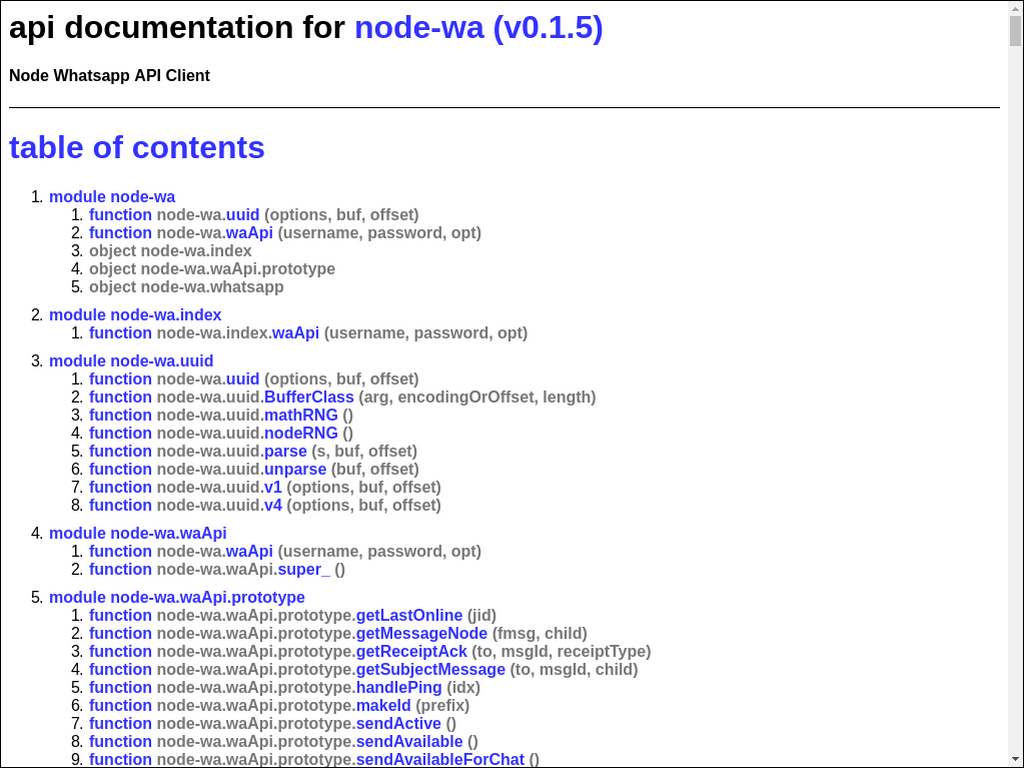 api documentation for node-wa (v0.1.5)
Node Whatsapp API Client
table of contents
1. module node-wa
1. function node-wa.uuid (options, buf, offset)
2. function node-wa.waApi (username, password, opt)
3. object node-wa.index
4. object node-wa.waApi.prototype
5. object node-wa.whatsapp
2. module node-wa.index
1. function node-wa.index.waApi (username, password, opt)
3. module node-wa.uuid
1. function node-wa.uuid (options, buf, offset)
2. function node-wa.uuid.BufferClass (arg, encodingOrOffset, length)
3. function node-wa.uuid.mathRNG ()
4. function node-wa.uuid.nodeRNG ()
5. function node-wa.uuid.parse (s, buf, offset)
6. function node-wa.uuid.unparse (buf, offset)
7. function node-wa.uuid.v1 (options, buf, offset)
8. function node-wa.uuid.v4 (options, buf, offset)
4. module node-wa.waApi
1. function node-wa.waApi (username, password, opt)
2. function node-wa.waApi.super_ ()
5. module node-wa.waApi.prototype
1. function node-wa.waApi.prototype.getLastOnline (jid)
2. function node-wa.waApi.prototype.getMessageNode (fmsg, child)
3. function node-wa.waApi.prototype.getReceiptAck (to, msgId, receiptType)
4. function node-wa.waApi.prototype.getSubjectMessage (to, msgId, child)
5. function node-wa.waApi.prototype.handlePing (idx)
6. function node-wa.waApi.prototype.makeId (prefix)
7. function node-wa.waApi.prototype.sendActive ()
8. function node-wa.waApi.prototype.sendAvailable ()
9. function node-wa.waApi.prototype.sendAvailableForChat ()